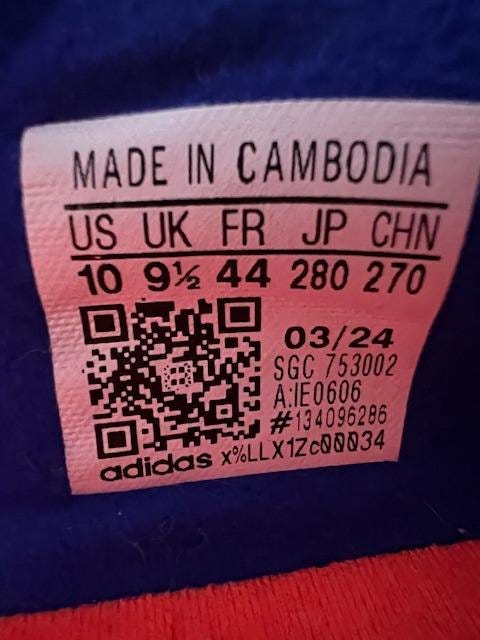 MADE IN CAMBODIA
US UK FR JP CHN
10 9½ 44 280 270
03/24
SGC 753002
A:IE0606
#134096286
adidas x%LLX1Zc00034